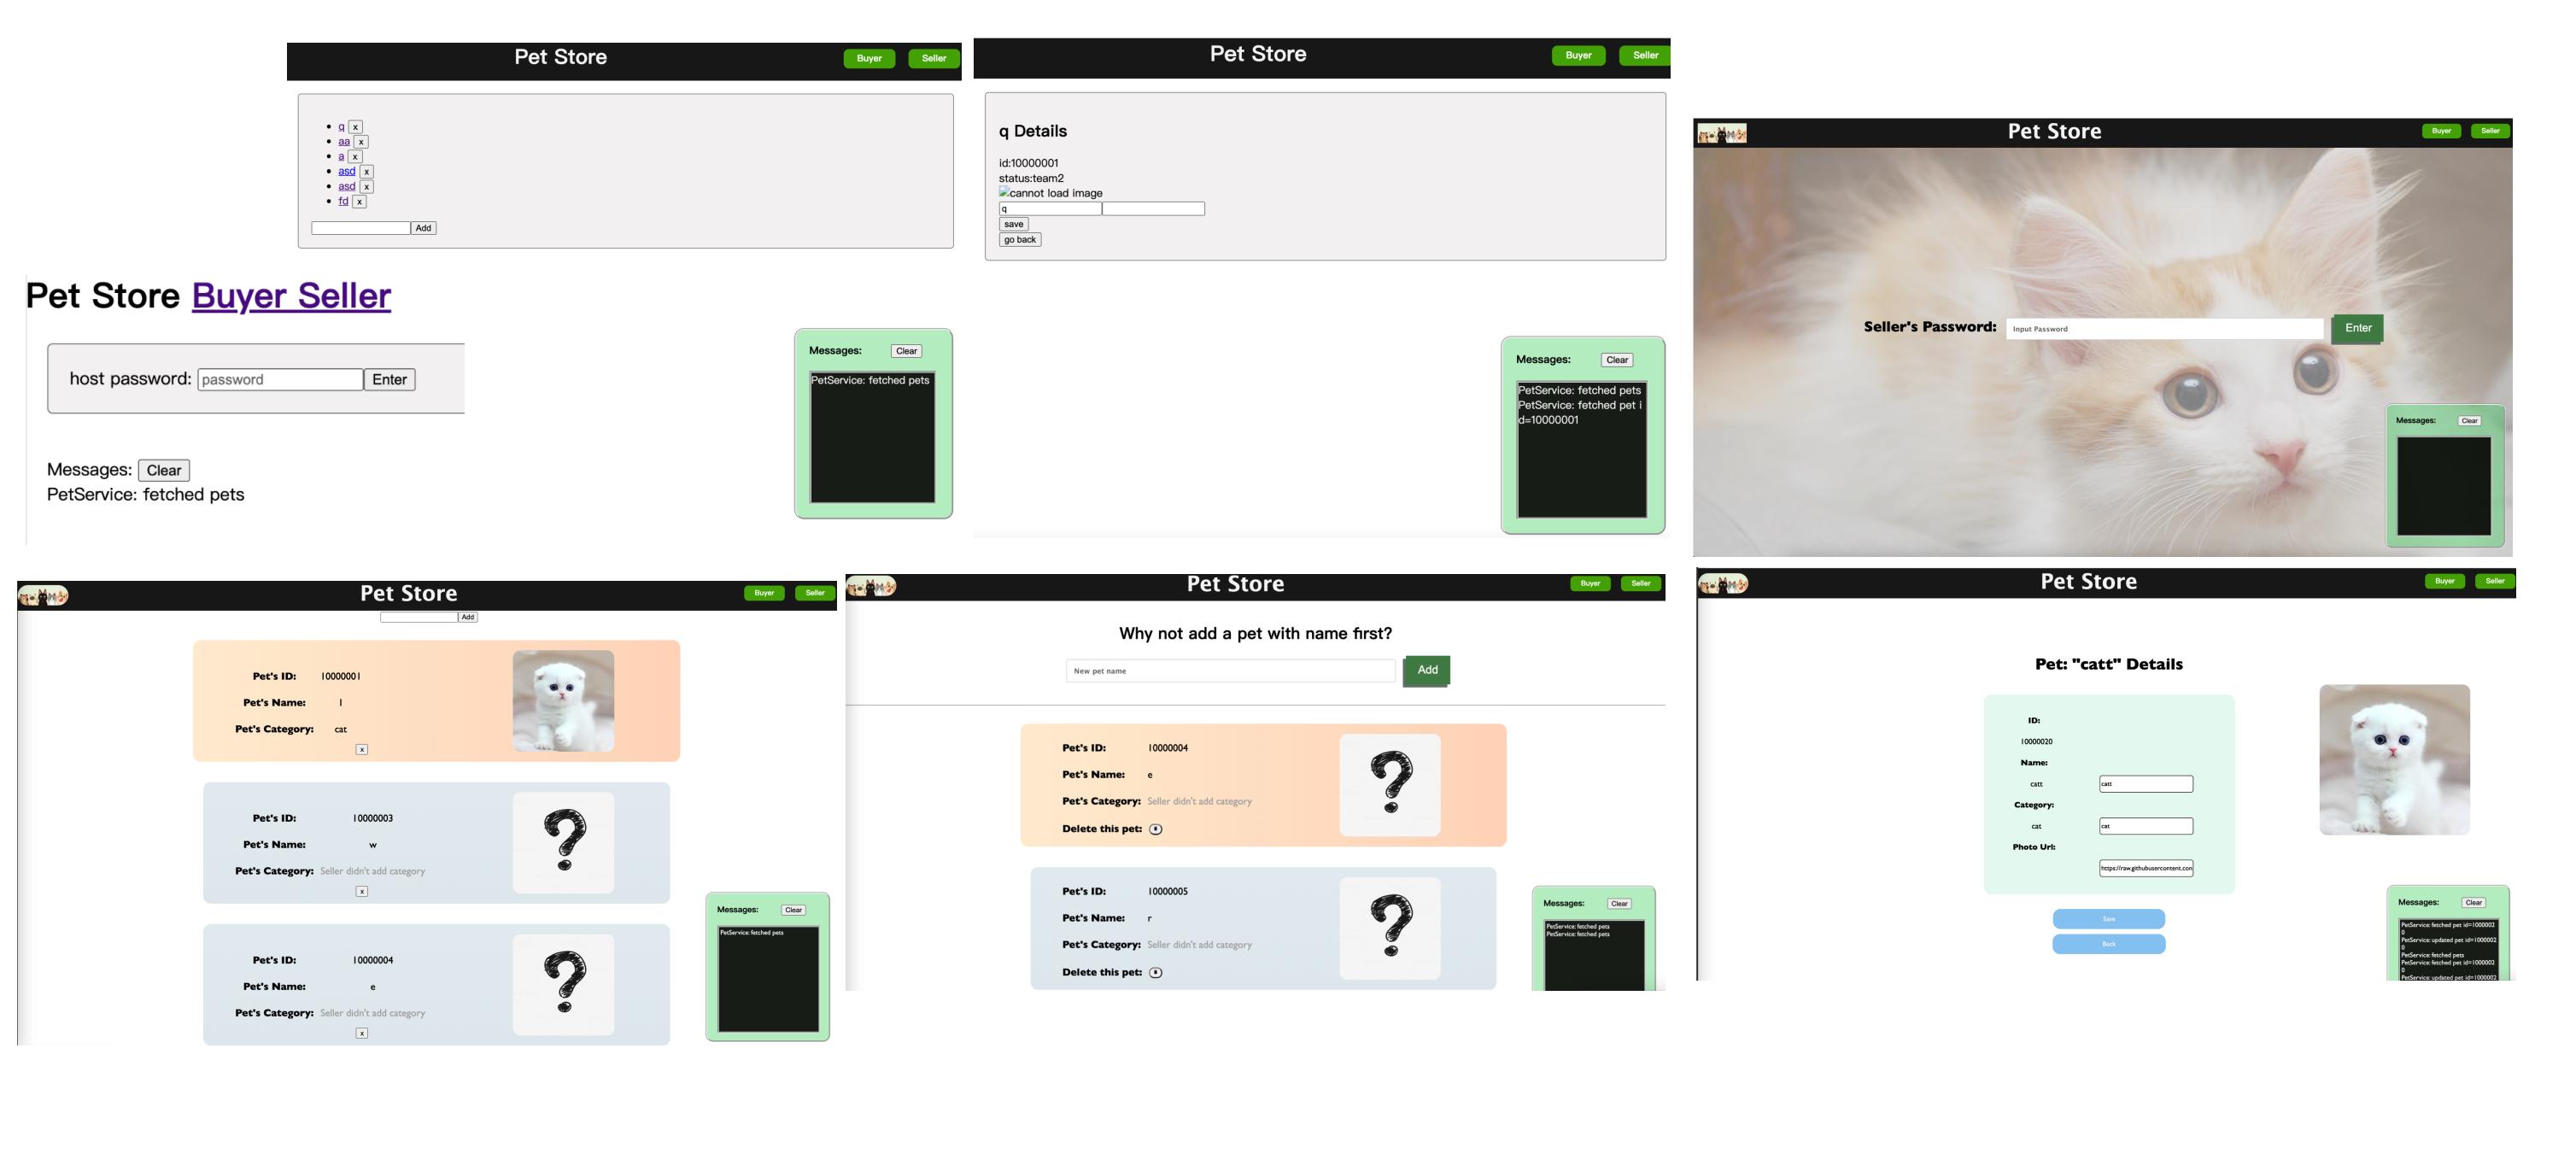 Pet Store Buyer Seller
q x
aa x
a x
asd x
asd x
fd x
Add
Pet Store Buyer Seller
host password: password Enter
Messages: Clear
PetService: fetched pets
Messages: Clear
PetService: fetched pets
Pet Store Buyer Seller
q Details
id:10000001
status:team2
cannot load image
q
save
go back
Messages: Clear
PetService: fetched pets
PetService: fetched pet i
d=10000001
Pet Store Buyer Seller
Seller's Password: Input Password Enter
Messages: Clear
Pet Store Buyer Seller
Add
Pet's ID: 10000001
Pet's Name: l
Pet's Category: cat
x
Pet's ID: 10000003
Pet's Name: w
Pet's Category: Seller didn't add category
x
Pet's ID: 10000004
Pet's Name: e
Pet's Category: Seller didn't add category
x
?
?
Messages: Clear
PetService: fetched pets
Pet Store Buyer Seller
Why not add a pet with name first?
New pet name Add
Pet's ID: 10000004
Pet's Name: e
Pet's Category: Seller didn't add category
Delete this pet:
?
Pet's ID: 10000005
Pet's Name: r
Pet's Category: Seller didn't add category
Delete this pet:
?
Messages: Clear
PetService: fetched pets
PetService: fetched pets
Pet Store Buyer Seller
Pet: "catt" Details
ID:
10000020
Name:
catt catt
Category:
cat cat
Photo Url:
https://raw.githubusercontent.con
Save
Back
Messages: Clear
PetService: fetched pet id=1000002
0
PetService: updated pet id=1000002
0
PetService: fetched pets
PetService: fetched pet id=1000002
0
PetService: updated pet id=1000002